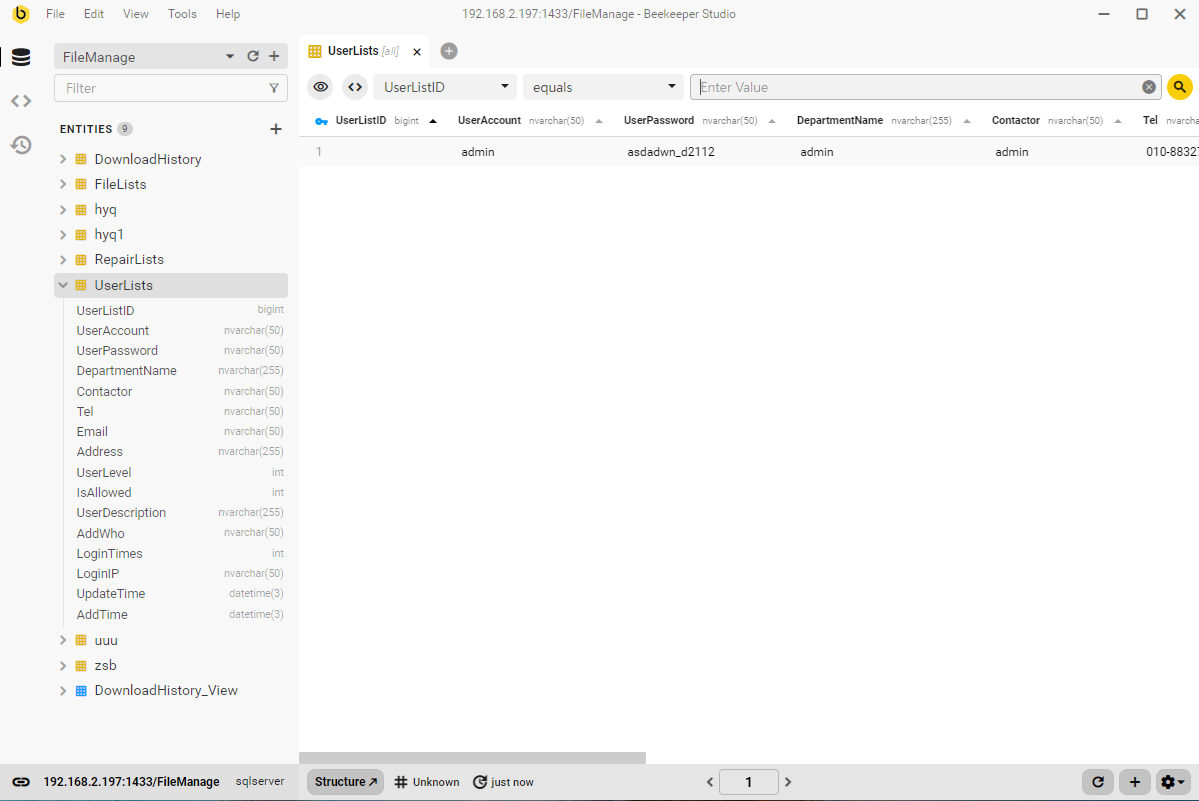 File Edit View Tools Help 192.168.2.197:1433/FileManage - Beekeeper Studio
FileManage
UserLists [all]
Filter
UserListID equals Enter Value
ENTITIES 9
UserListID bigint UserAccount nvarchar(50) UserPassword nvarchar(50) DepartmentName nvarchar(255) Contactor nvarchar(50) Tel nvarcha
1 admin asdadwn_d2112 admin admin 010-88327
DownloadHistory
FileLists
hyq
hyq1
RepairLists
UserLists
UserListID bigint
UserAccount nvarchar(50)
UserPassword nvarchar(50)
DepartmentName nvarchar(255)
Contactor nvarchar(50)
Tel nvarchar(50)
Email nvarchar(50)
Address nvarchar(255)
UserLevel int
IsAllowed int
UserDescription nvarchar(255)
AddWho nvarchar(50)
LoginTimes int
LoginIP nvarchar(50)
UpdateTime datetime(3)
AddTime datetime(3)
uuu
zsb
DownloadHistory_View
192.168.2.197:1433/FileManage sqlserver Structure Unknown just now 1